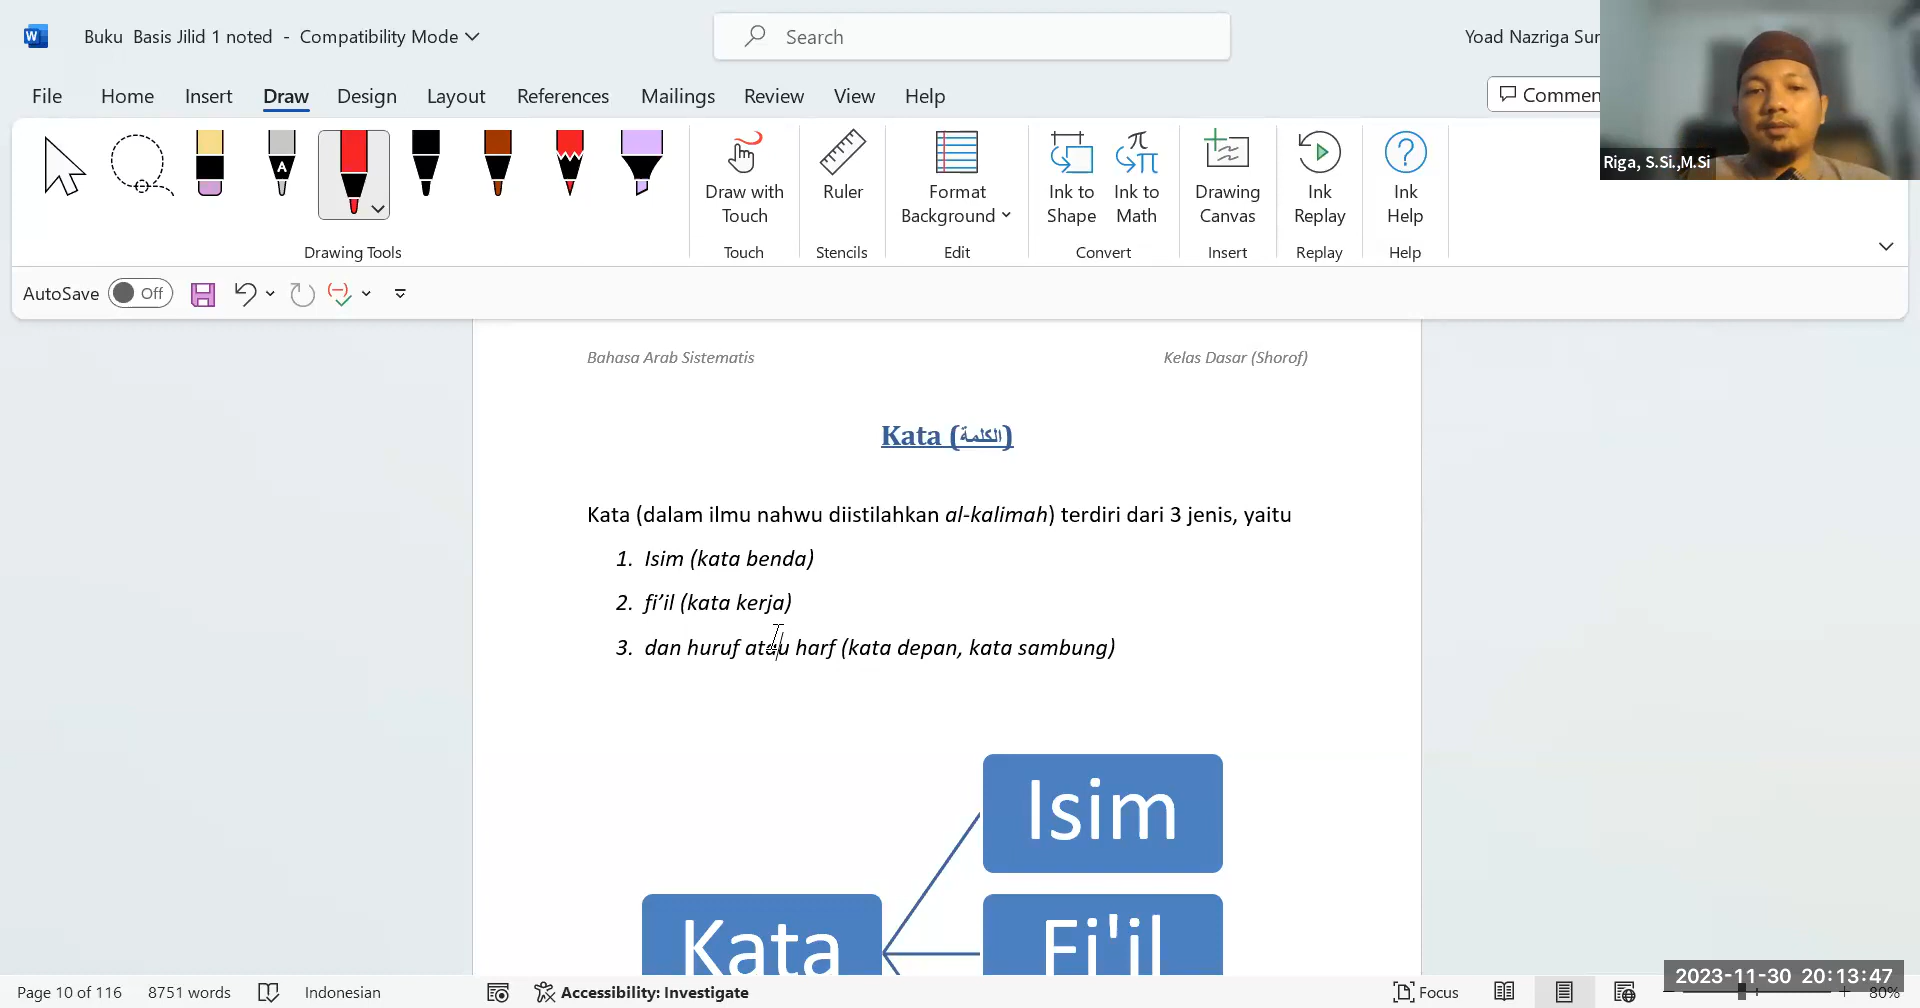 Buku Basis Jilid 1 noted - Compatibility Mode
Search
Yoad Nazriga Sur
File Home Insert Draw Design Layout References Mailings Review View Help
Commen
Riga, S.Si.,M.Si
A
Draw with Touch
Ruler
Format Background
Ink to Shape
Ink to Math
Drawing Canvas
Ink Replay
Ink Help
Drawing Tools Touch Stencils Edit Convert Insert Replay Help
AutoSave Off
Bahasa Arab Sistematis Kelas Dasar (Shorof)
Kata (الكلمة)
Kata (dalam ilmu nahwu diistilahkan al-kalimah) terdiri dari 3 jenis, yaitu
1. Isim (kata benda)
2. fi’il (kata kerja)
3. dan huruf atau harf (kata depan, kata sambung)
Isim
Kata
Fi'il
Page 10 of 116 8751 words Indonesian Accessibility: Investigate Focus 80%
2023-11-30 20:13:47